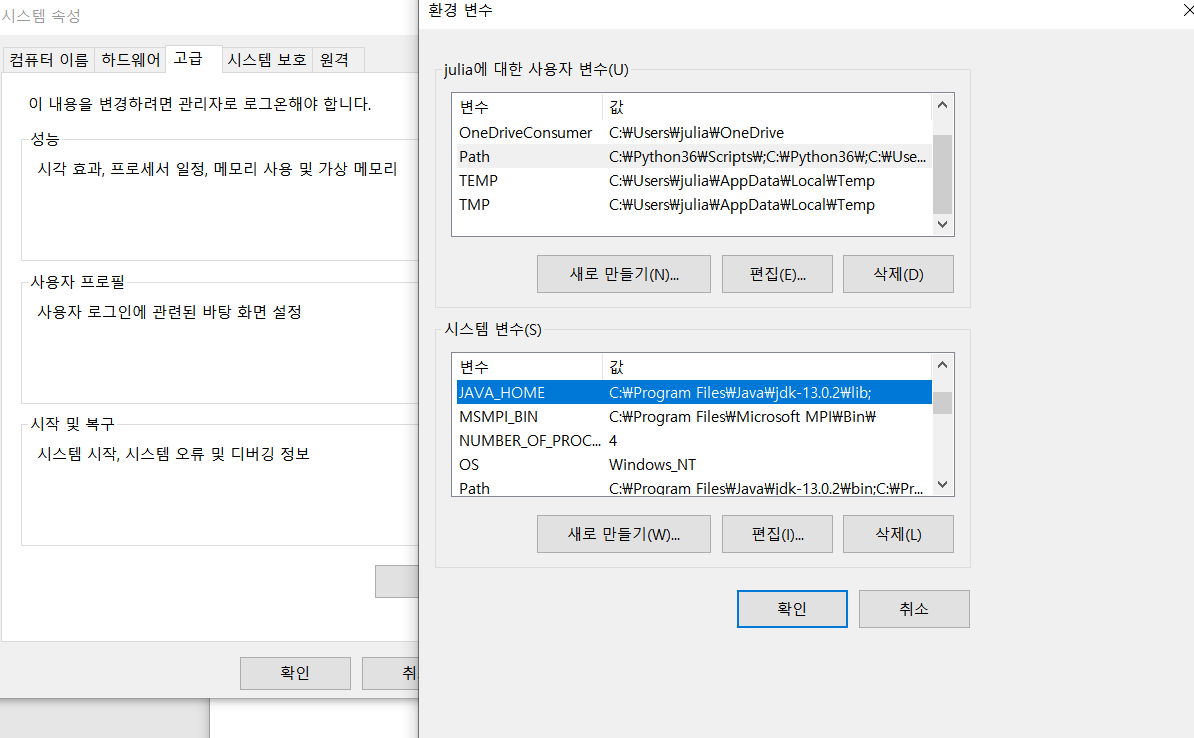 시스템 속성
컴퓨터 이름 하드웨어 고급 시스템 보호 원격
이 내용을 변경하려면 관리자로 로그온해야 합니다.
성능
시각 효과, 프로세서 일정, 메모리 사용 및 가상 메모리
사용자 프로필
사용자 로그인에 관련된 바탕 화면 설정
시작 및 복구
시스템 시작, 시스템 오류 및 디버깅 정보
확인 취
환경 변수
julia에 대한 사용자 변수(U)
변수 값
OneDriveConsumer C:₩Users₩julia₩OneDrive
Path C:₩Python36₩Scripts₩;C:₩Python36₩;C:₩Use...
TEMP C:₩Users₩julia₩AppData₩Local₩Temp
TMP C:₩Users₩julia₩AppData₩Local₩Temp
새로 만들기(N)... 편집(E)... 삭제(D)
시스템 변수(S)
변수 값
JAVA_HOME C:₩Program Files₩Java₩jdk-13.0.2₩lib;
MSMPI_BIN C:₩Program Files₩Microsoft MPI₩Bin₩
NUMBER_OF_PROC... 4
OS Windows_NT
Path C:₩Program Files₩Java₩jdk-13.0.2₩bin;C:₩Pr...
새로 만들기(W)... 편집(I)... 삭제(L)
확인 취소